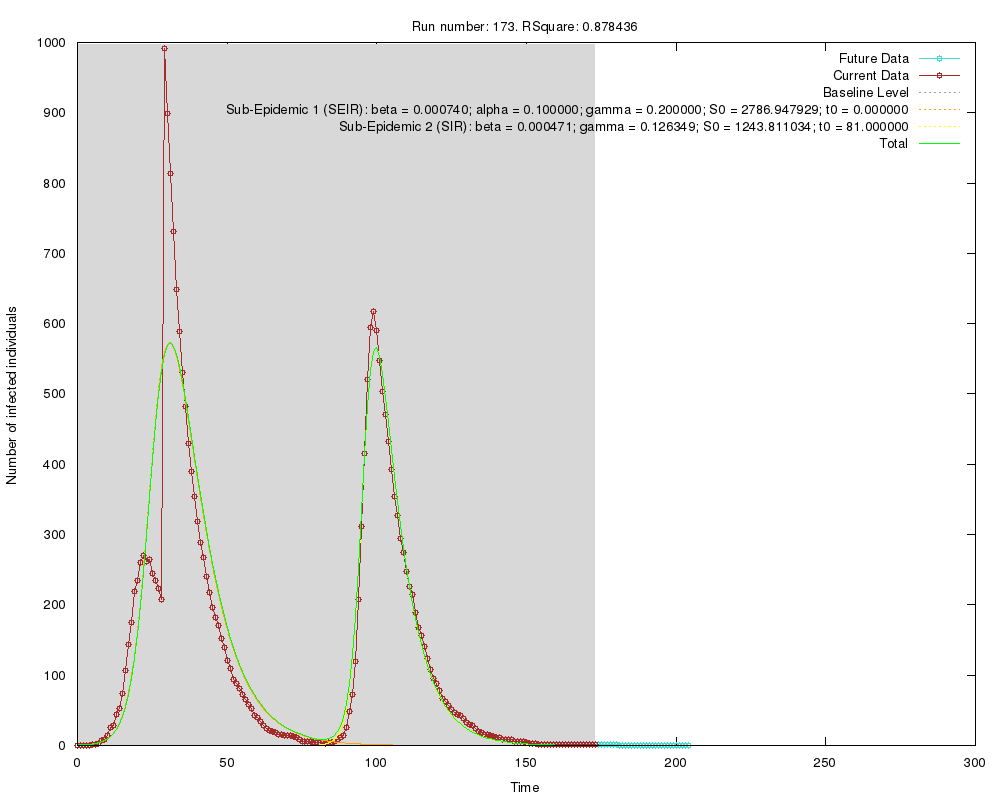 Run number: 173. RSquare: 0.878436
Future Data
Current Data
Baseline Level
Sub-Epidemic 1 (SEIR): beta = 0.000740; alpha = 0.100000; gamma = 0.200000; S0 = 2786.947929; t0 = 0.000000
Sub-Epidemic 2 (SIR): beta = 0.000471; gamma = 0.126349; S0 = 1243.811034; t0 = 81.000000
Total
Number of infected individuals
1000
900
800
700
600
500
400
300
200
100
0
0 50 100 150 200 250 300
Time